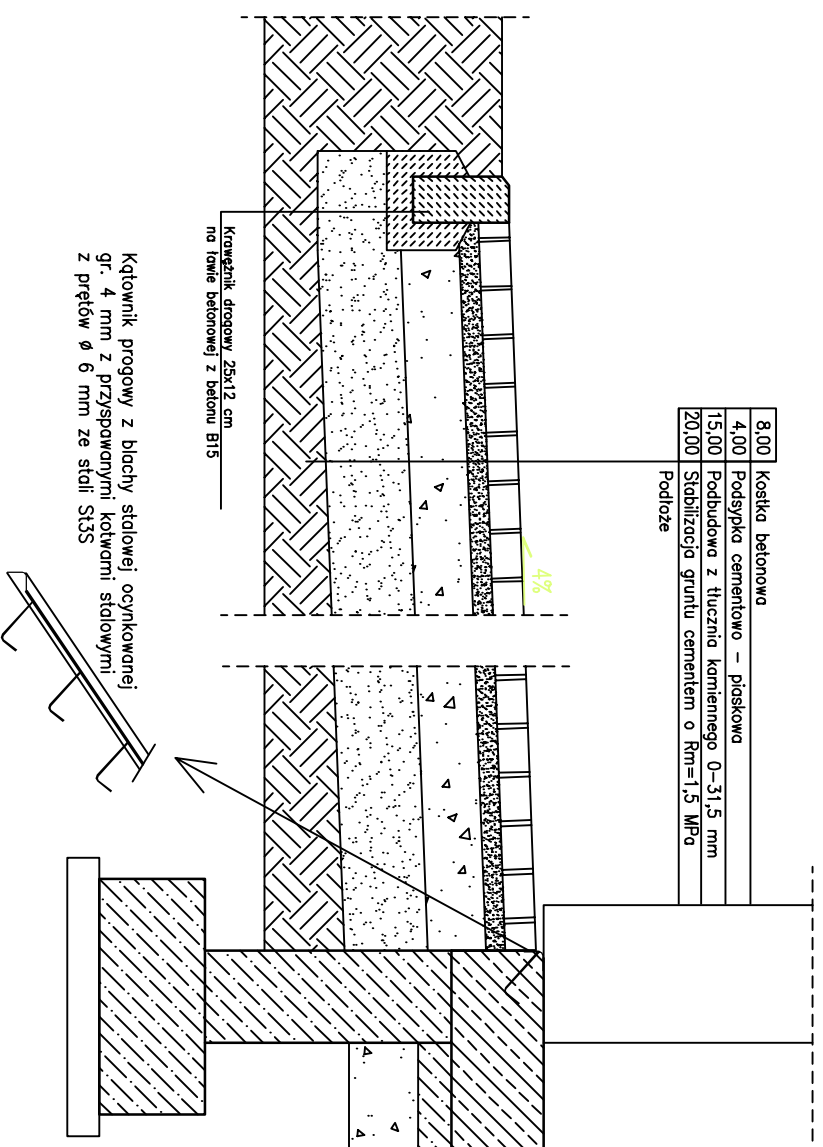 8,00 Kostka betonowa
4,00 Podsypka cementowo – piaskowa
15,00 Podbudowa z tłucznia kamiennego 0–31,5 mm
20,00 Stabilizacja gruntu cementem o Rm=1,5 MPa
Podłoże
4%
Krawężnik drogowy 25x12 cm
na ławie betonowej z betonu B15
Kątownik progowy z blachy stalowej ocynkowanej
gr. 4 mm z przyspawanymi kotwami stalowymi
z prętów ø 6 mm ze stali St3S